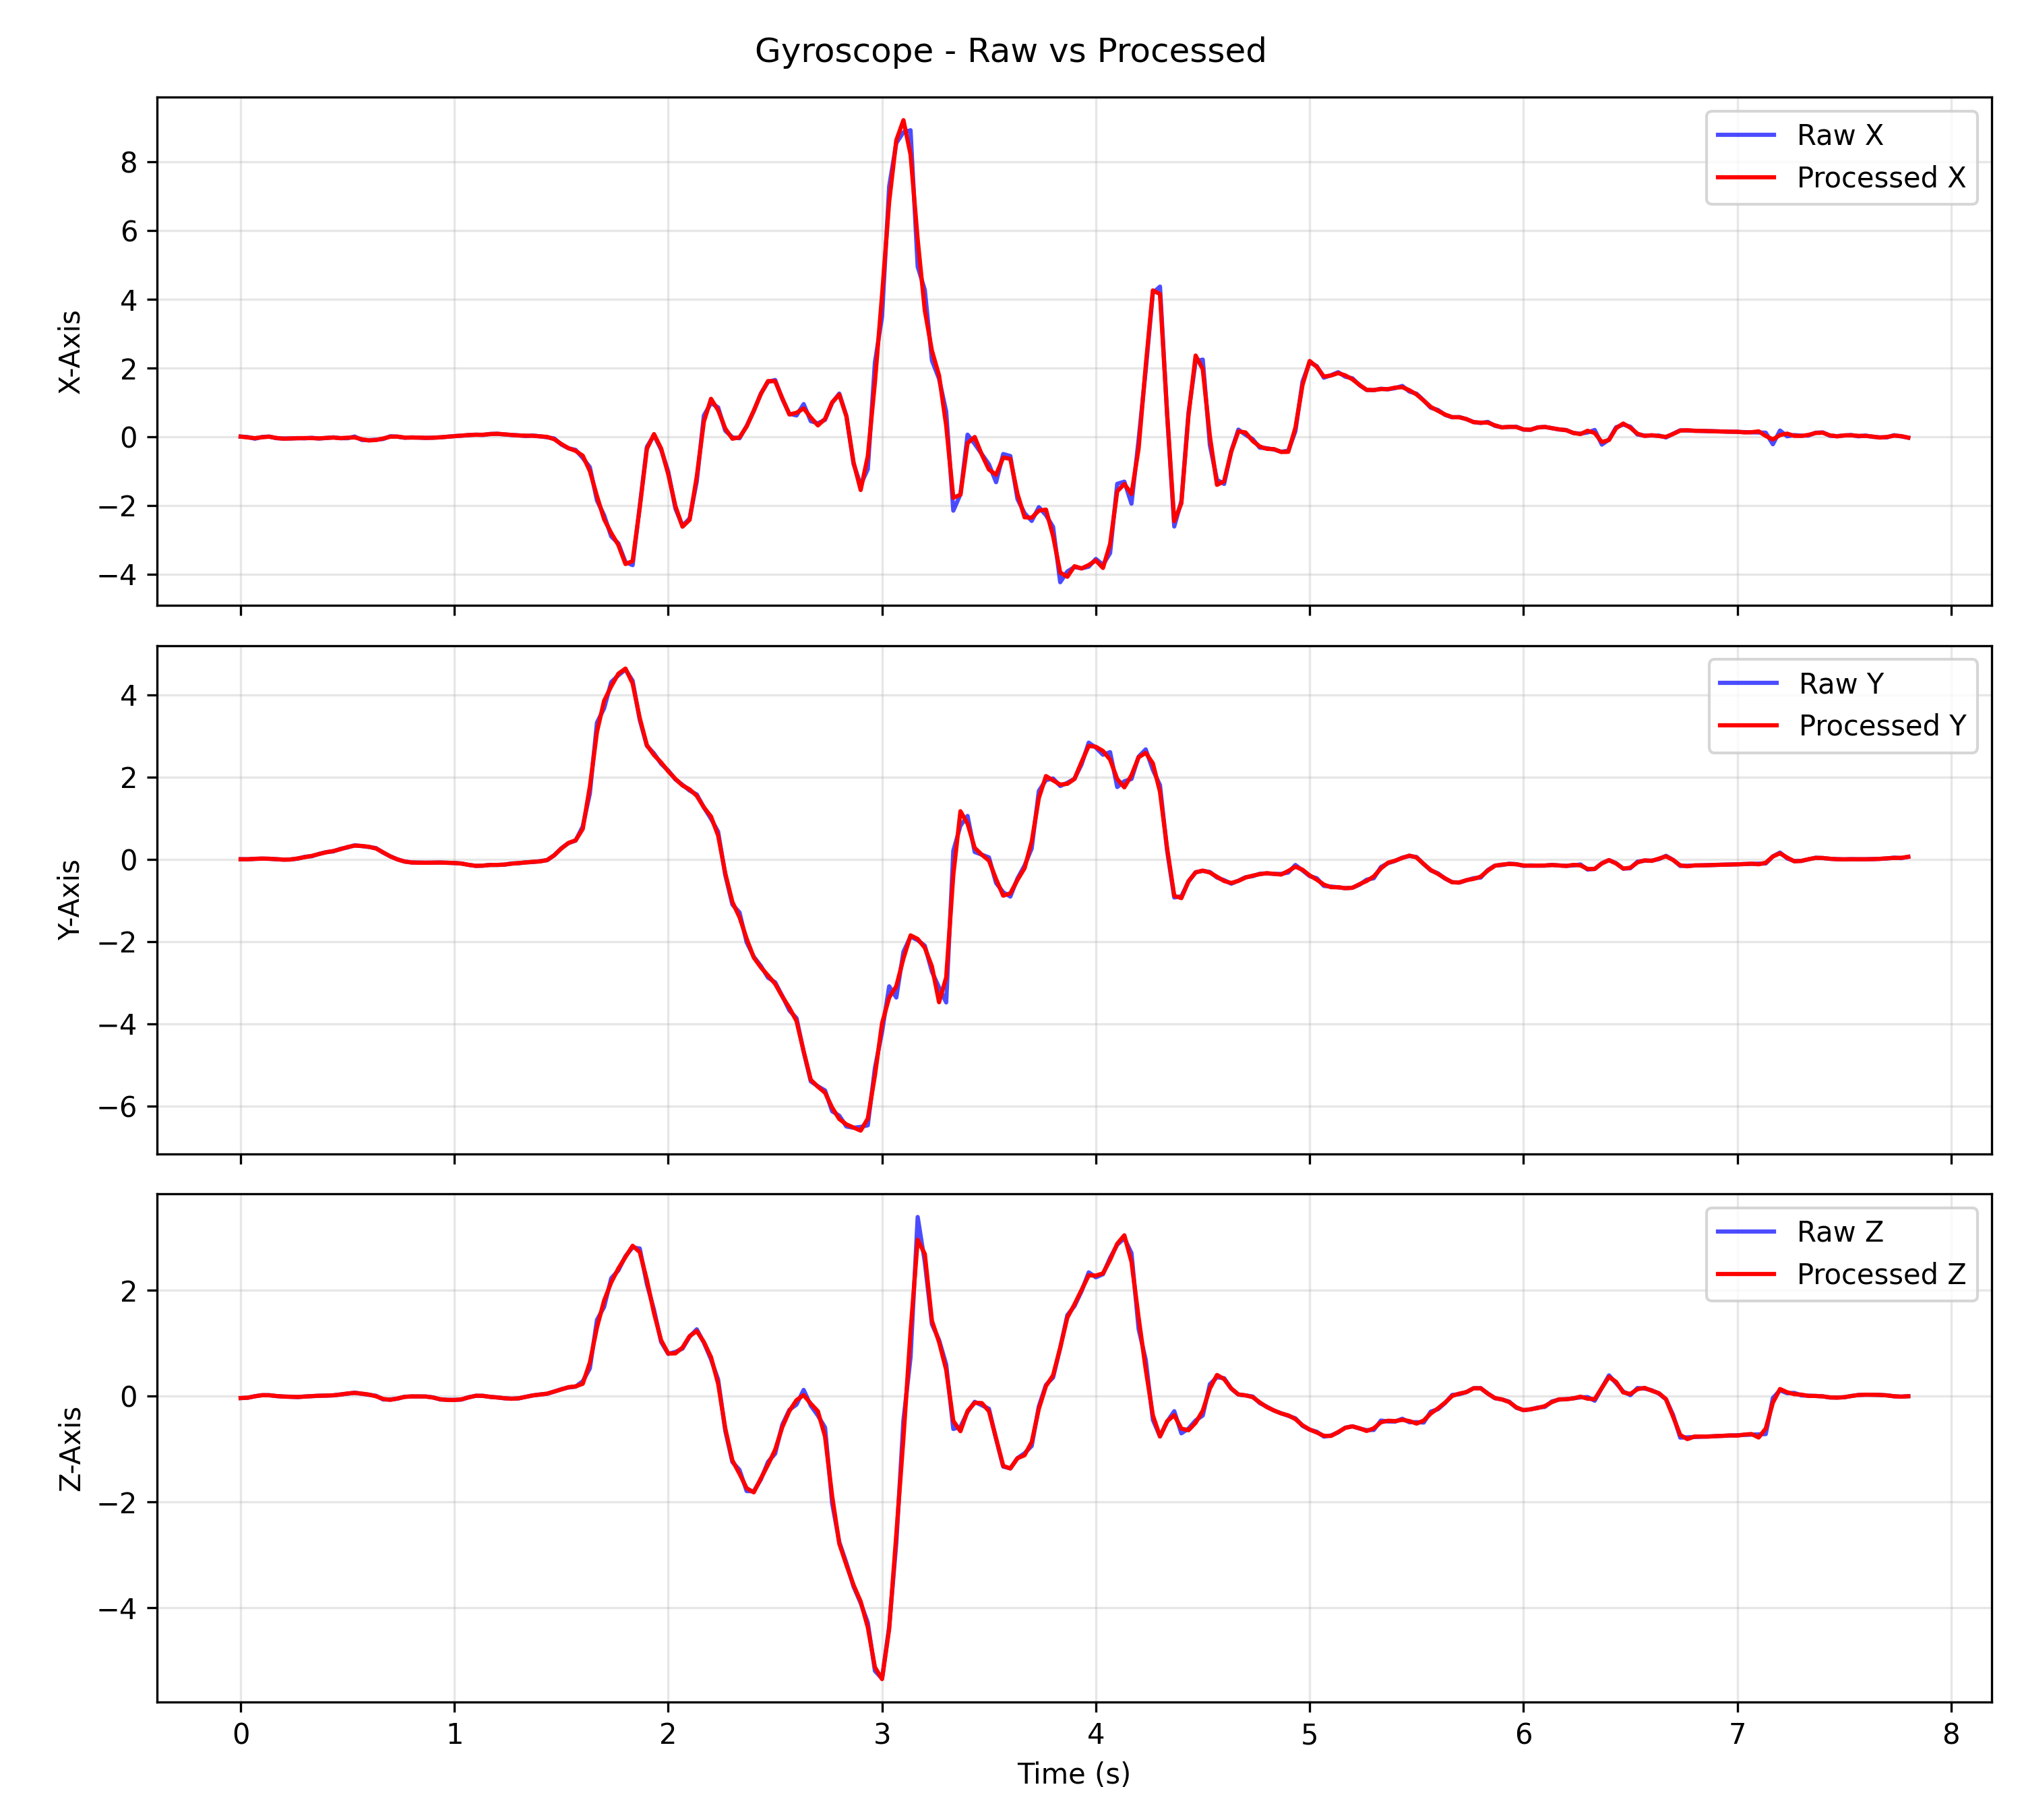 Gyroscope - Raw vs Processed
X-Axis
8
6
4
2
0
−2
−4
Raw X
Processed X
Y-Axis
4
2
0
−2
−4
−6
Raw Y
Processed Y
Z-Axis
2
0
−2
−4
Raw Z
Processed Z
0 1 2 3 4 5 6 7 8
Time (s)